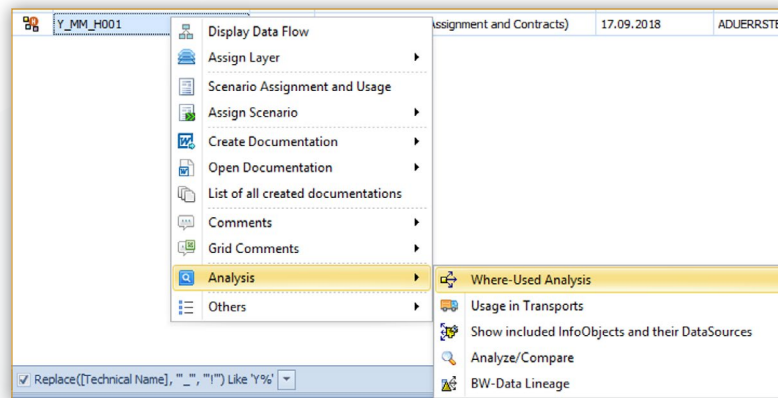 Y_MM_H001 Assignment and Contracts) 17.09.2018 ADUERRSTE
Display Data Flow
Assign Layer
Scenario Assignment and Usage
Assign Scenario
Create Documentation
Open Documentation
List of all created documentations
Comments
Grid Comments
Analysis
Others
Where-Used Analysis
Usage in Transports
Show included InfoObjects and their DataSources
Analyze/Compare
BW-Data Lineage
Replace([Technical Name], '"_"', '"!"') Like 'Y%'